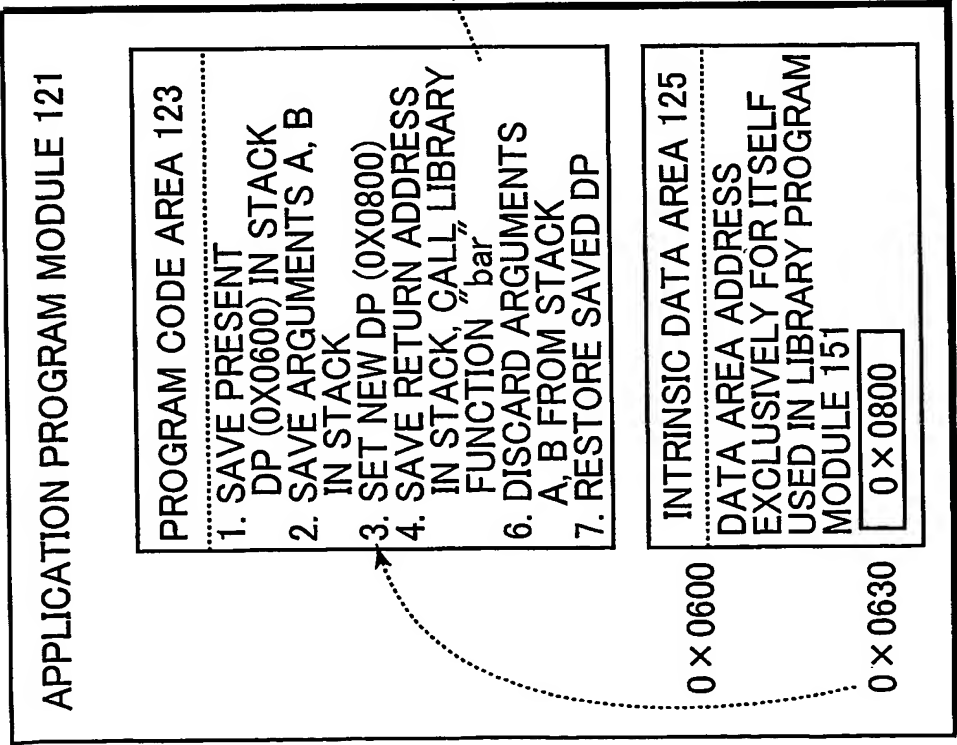 APPLICATION PROGRAM MODULE 121
PROGRAM CODE AREA 123
1. SAVE PRESENT
DP (0X0600) IN STACK
2. SAVE ARGUMENTS A, B
IN STACK
3. SET NEW DP (0X0800)
4. SAVE RETURN ADDRESS
IN STACK, CALL LIBRARY
FUNCTION "bar"
6. DISCARD ARGUMENTS
A, B FROM STACK
7. RESTORE SAVED DP
0×0600
INTRINSIC DATA AREA 125
DATA AREA ADDRESS
EXCLUSIVELY FOR ITSELF
USED IN LIBRARY PROGRAM
MODULE 151
0×0630
0×0800